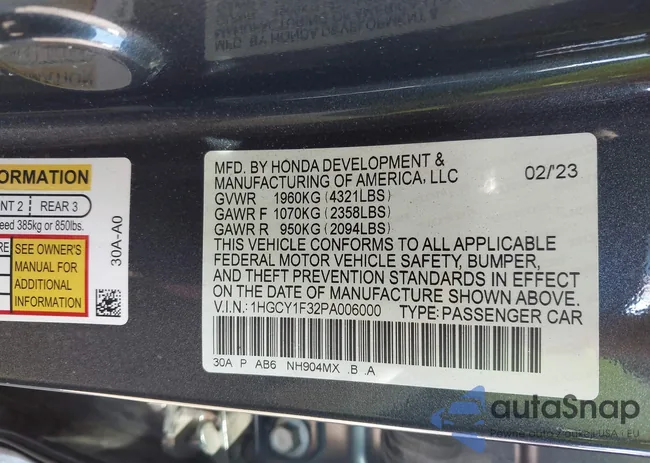 MFD. BY HONDA DEVELOPMENT &
MANUFACTURING OF AMERICA, LLC 02/'23
GVWR 1960KG (4321LBS)
GAWR F 1070KG (2358LBS)
GAWR R 950KG (2094LBS)
THIS VEHICLE CONFORMS TO ALL APPLICABLE
FEDERAL MOTOR VEHICLE SAFETY, BUMPER,
AND THEFT PREVENTION STANDARDS IN EFFECT
ON THE DATE OF MANUFACTURE SHOWN ABOVE.
V.I.N.: 1HGCY1F32PA006000 TYPE: PASSENGER CAR
30A P AB6 NH904MX .B .A
ORMATION
NT 2 REAR 3
eed 385kg or 850lbs.
RE
SEE OWNER'S
MANUAL FOR
ADDITIONAL
INFORMATION
30A-A0
autaSnap